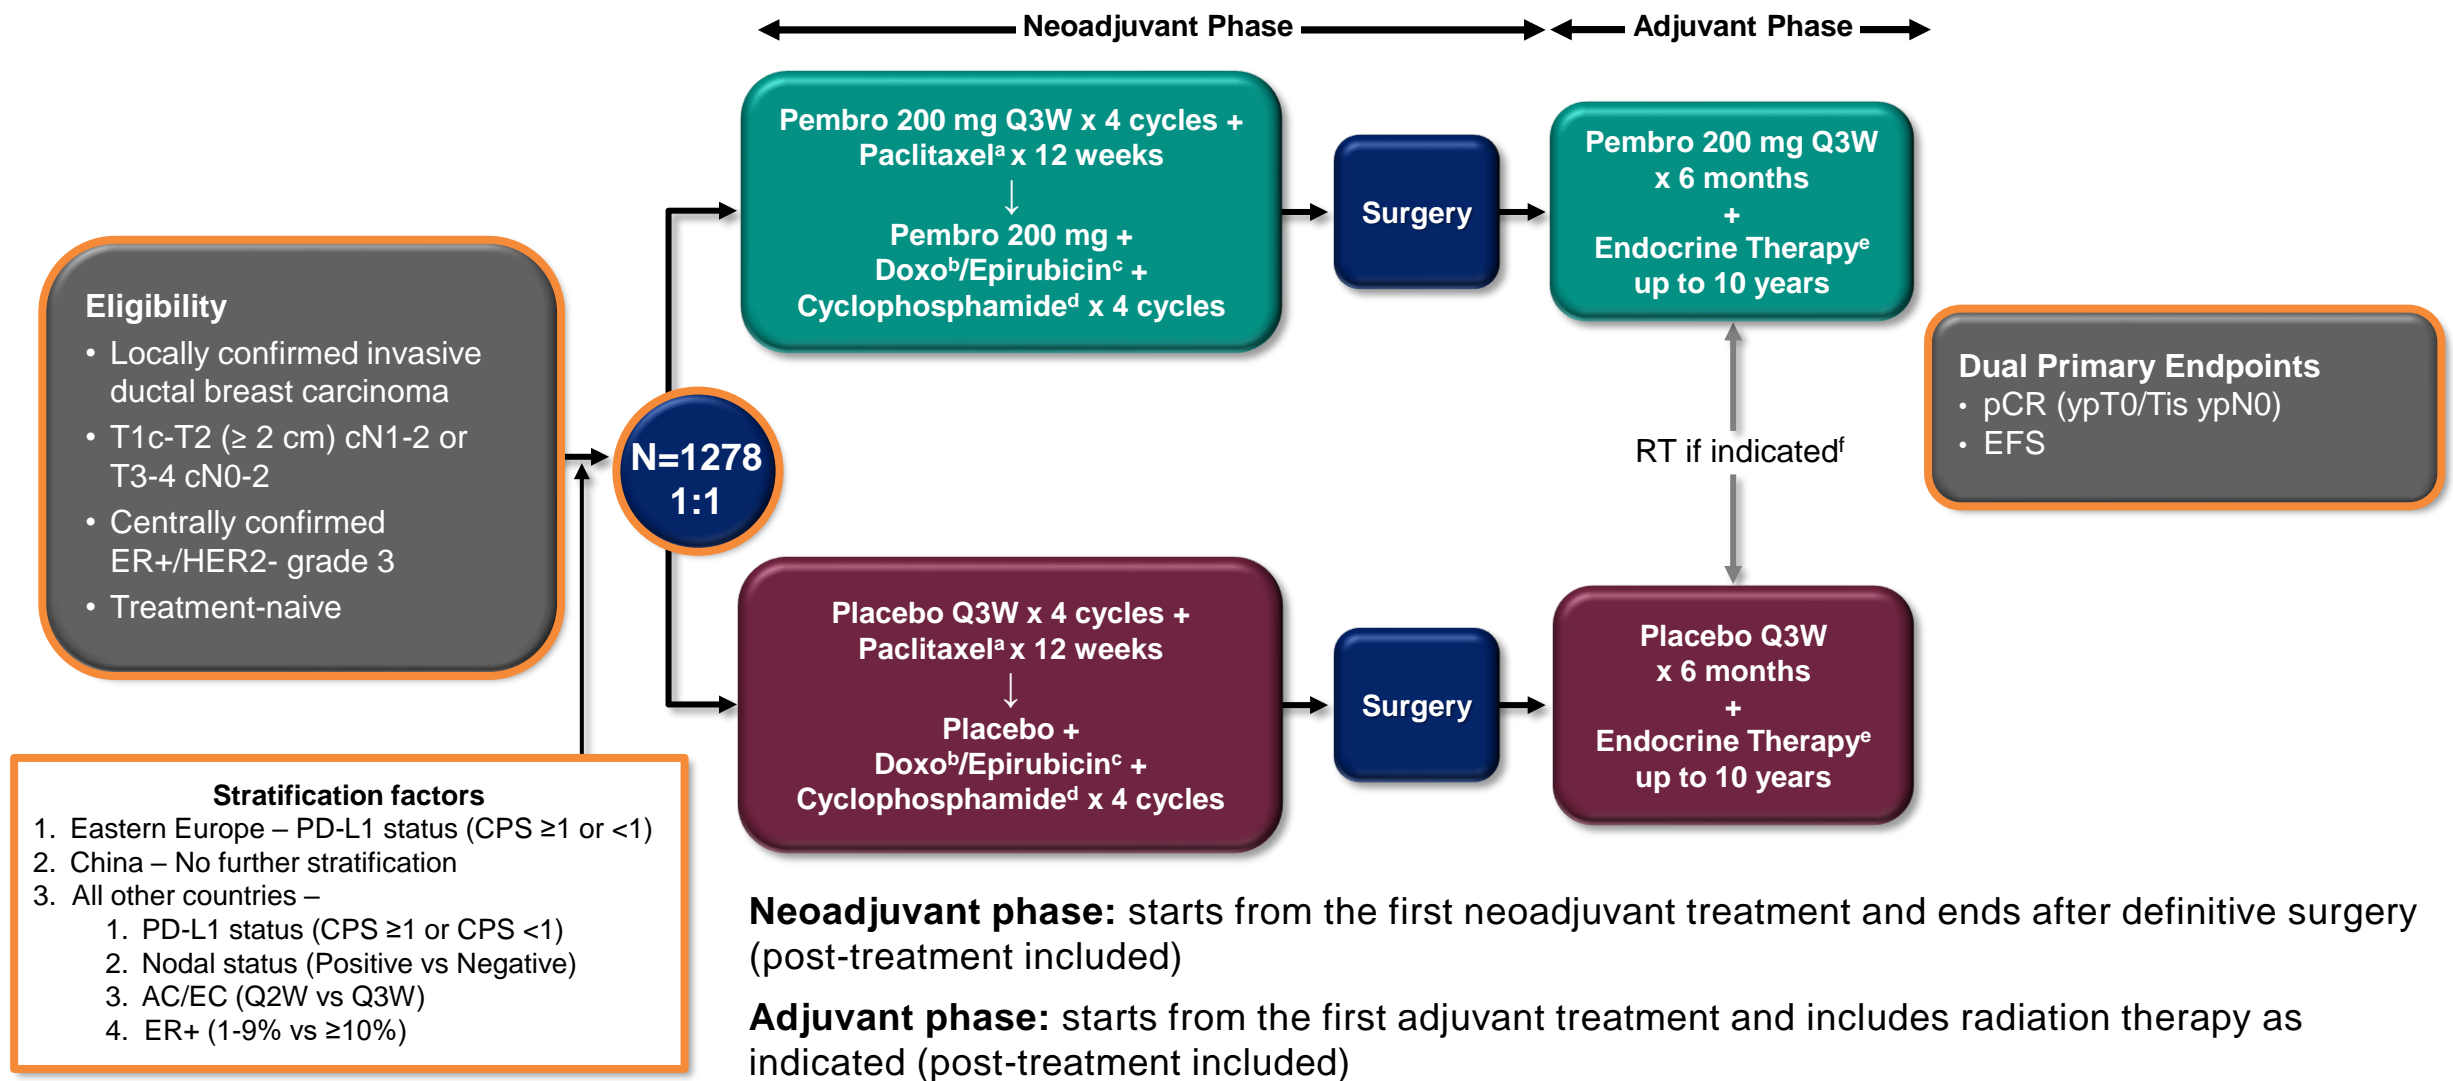 Neoadjuvant Phase
Adjuvant Phase
Eligibility
• Locally confirmed invasive
ductal breast carcinoma
• T1c-T2 (≥ 2 cm) cN1-2 or
T3-4 cN0-2
• Centrally confirmed
ER+/HER2- grade 3
• Treatment-naive
N=1278
1:1
Pembro 200 mg Q3W x 4 cycles +
Paclitaxelᵃ x 12 weeks
↓
Pembro 200 mg +
Doxoᵇ/Epirubicinᶜ +
Cyclophosphamideᵈ x 4 cycles
Surgery
Pembro 200 mg Q3W
x 6 months
+
Endocrine Therapyᵉ
up to 10 years
RT if indicatedᶠ
Placebo Q3W x 4 cycles +
Paclitaxelᵃ x 12 weeks
↓
Placebo +
Doxoᵇ/Epirubicinᶜ +
Cyclophosphamideᵈ x 4 cycles
Surgery
Placebo Q3W
x 6 months
+
Endocrine Therapyᵉ
up to 10 years
Dual Primary Endpoints
• pCR (ypT0/Tis ypN0)
• EFS
Stratification factors
1. Eastern Europe – PD-L1 status (CPS ≥1 or <1)
2. China – No further stratification
3. All other countries –
1. PD-L1 status (CPS ≥1 or CPS <1)
2. Nodal status (Positive vs Negative)
3. AC/EC (Q2W vs Q3W)
4. ER+ (1-9% vs ≥10%)
Neoadjuvant phase: starts from the first neoadjuvant treatment and ends after definitive surgery
(post-treatment included)
Adjuvant phase: starts from the first adjuvant treatment and includes radiation therapy as
indicated (post-treatment included)